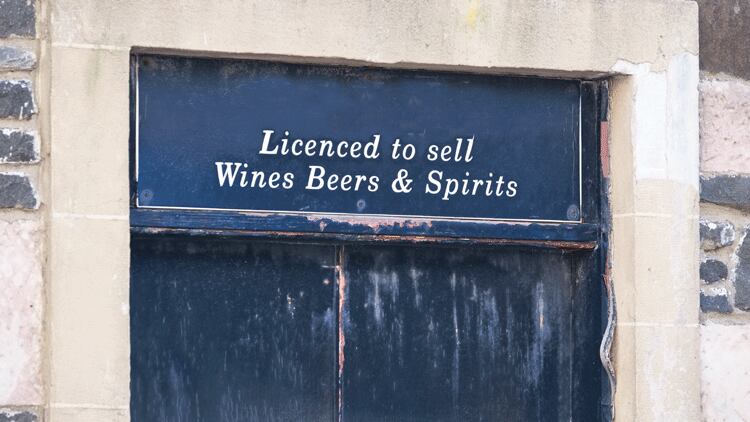 Licenced to sell
Wines Beers & Spirits